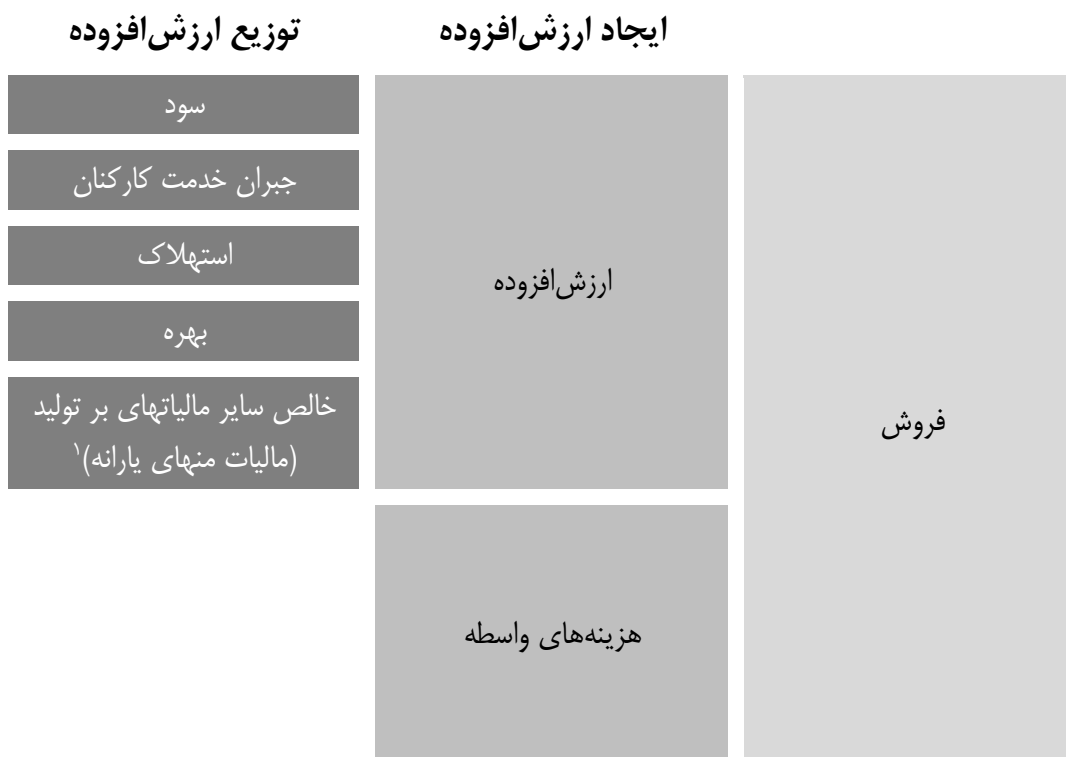 ایجاد ارزش‌افزوده
توزیع ارزش‌افزوده
فروش
ارزش‌افزوده
هزینه‌های واسطه
سود
جبران خدمت کارکنان
استهلاک
بهره
خالص سایر مالیاتهای بر تولید
(مالیات منهای یارانه)۱